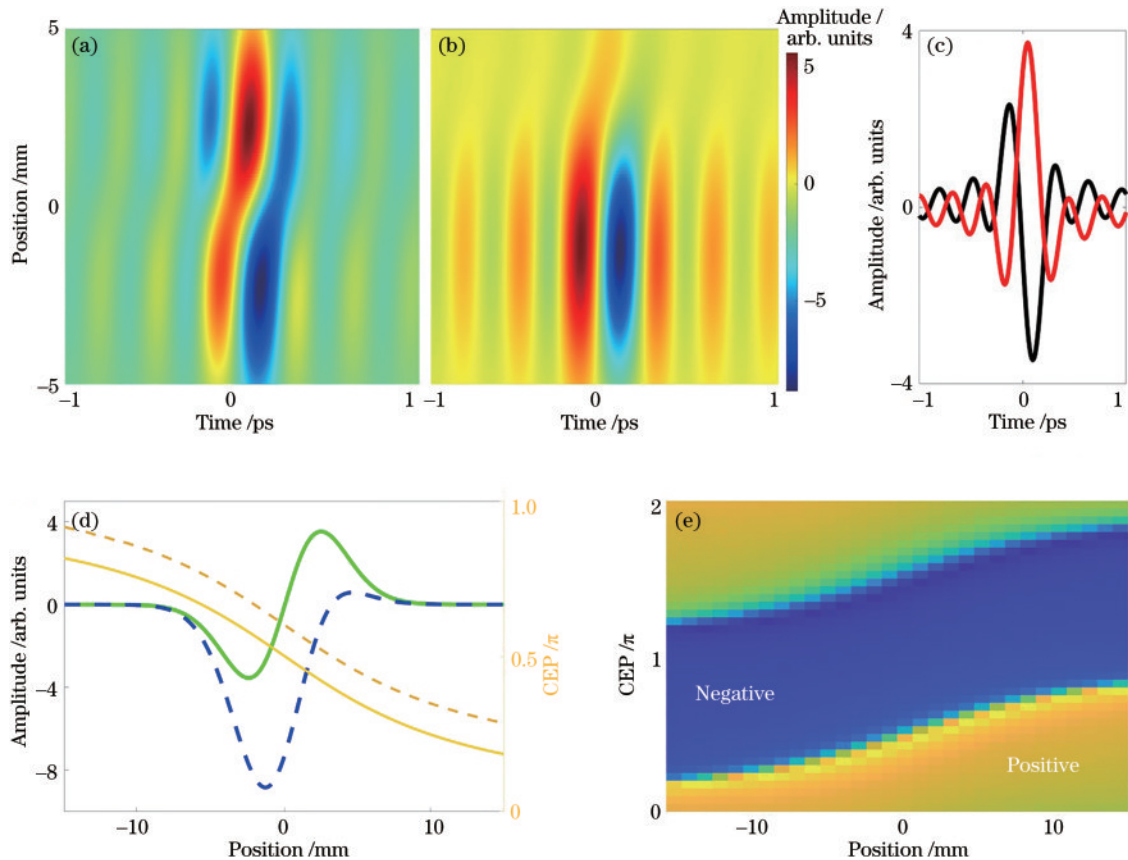 (a)
(b)
Amplitude /
arb. units
(c)
5
0
−5
Position /mm
5
0
−5
−1
0
1
Time /ps
−1
0
1
Time /ps
Amplitude /arb. units
4
0
−4
−1
0
1
Time /ps
(d)
Amplitude /arb. units
4
0
−4
−8
1.0
0.5
0
CEP /π
−10
0
10
Position /mm
(e)
CEP /π
2
1
0
Negative
Positive
−10
0
10
Position /mm